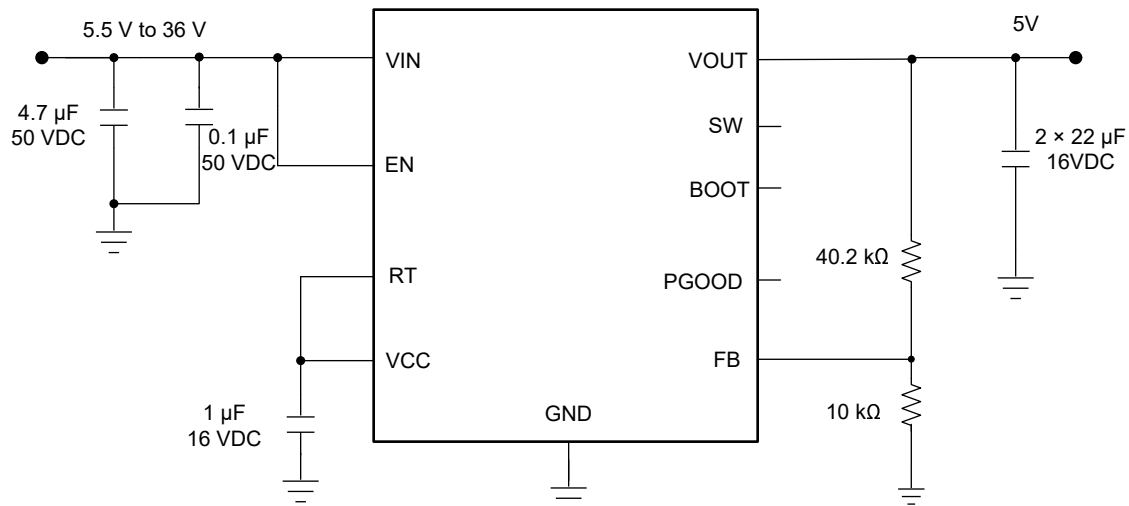 5.5 V to 36 V
5V
VIN
VOUT
4.7 µF
50 VDC
0.1 µF
50 VDC
SW
2 × 22 µF
16VDC
EN
BOOT
40.2 kΩ
RT
PGOOD
VCC
FB
1 µF
16 VDC
GND
10 kΩ